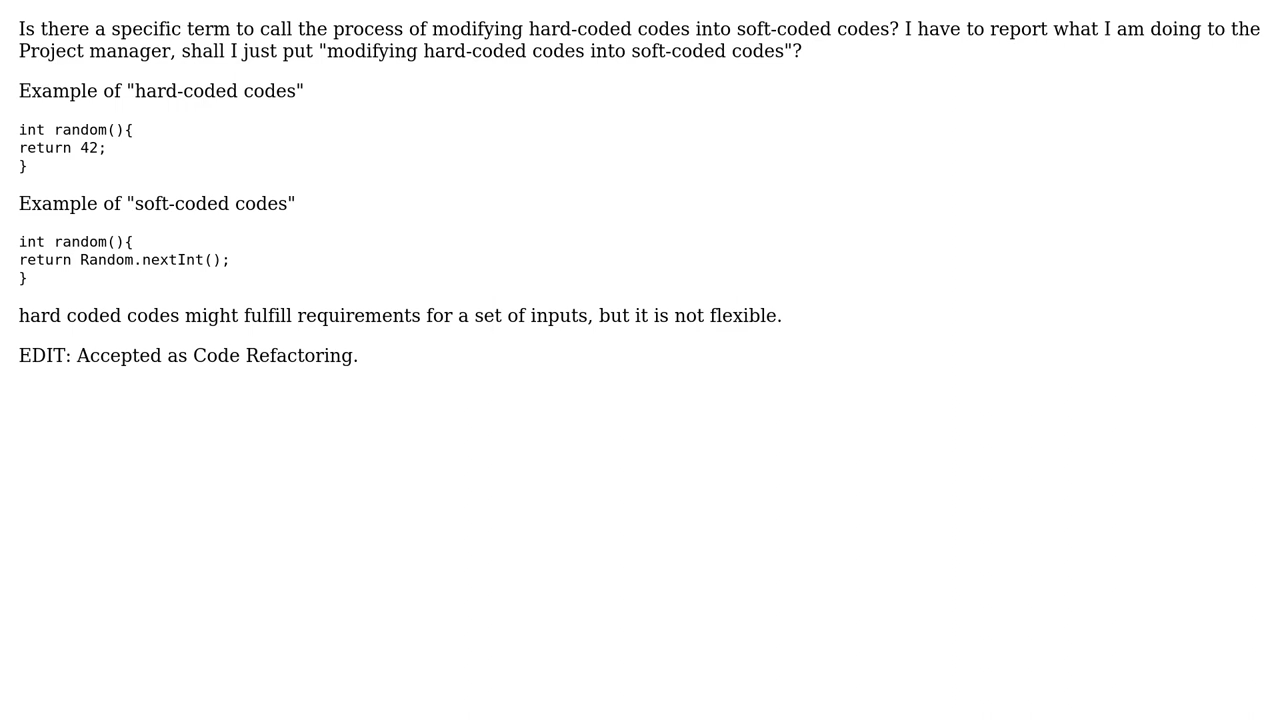 Is there a specific term to call the process of modifying hard-coded codes into soft-coded codes? I have to report what I am doing to the
Project manager, shall I just put "modifying hard-coded codes into soft-coded codes"?
Example of "hard-coded codes"
int random(){
return 42;
}
Example of "soft-coded codes"
int random(){
return Random.nextInt();
}
hard coded codes might fulfill requirements for a set of inputs, but it is not flexible.
EDIT: Accepted as Code Refactoring.